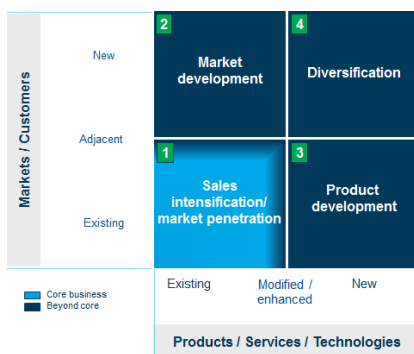 Markets / Customers
New
Adjacent
Existing
2
Market
development
4
Diversification
1
Sales
intensification/
market penetration
3
Product
development
Existing
Modified /
enhanced
New
Core business
Beyond core
Products / Services / Technologies